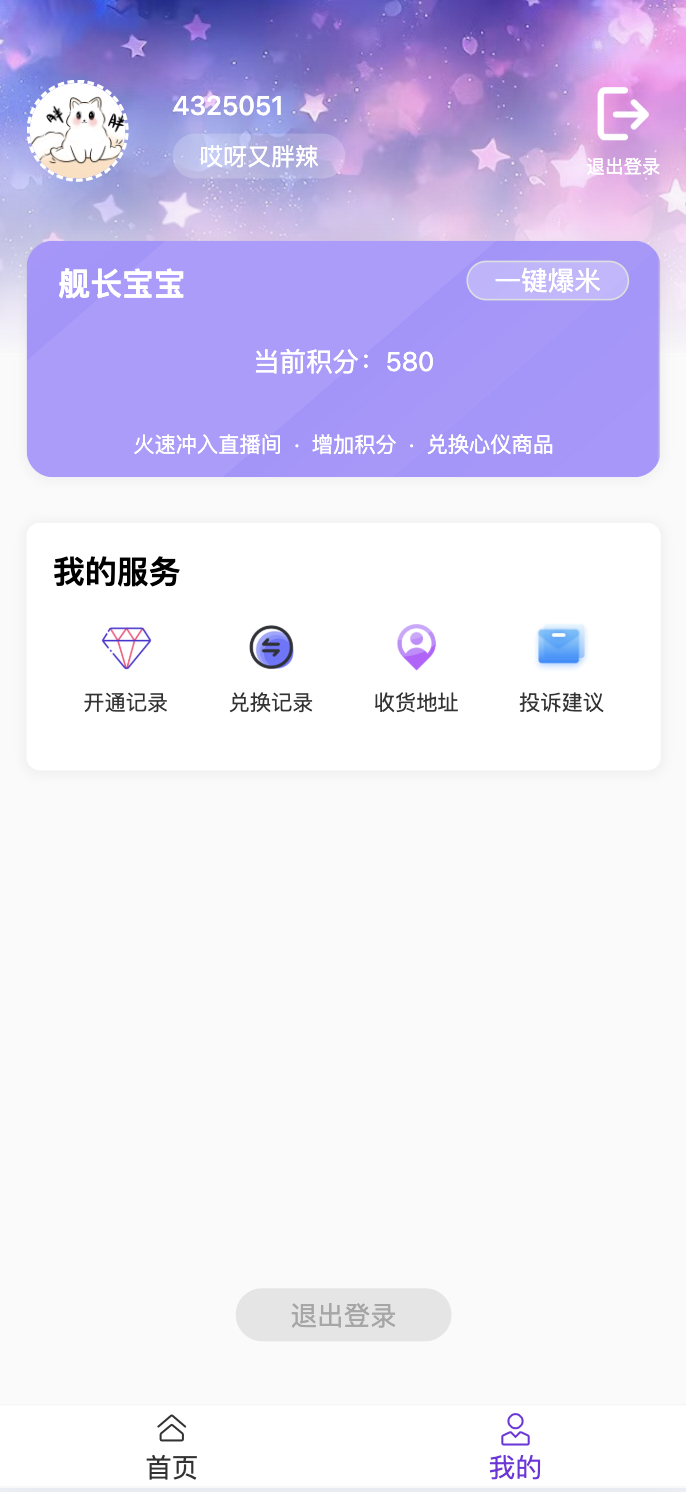 4325051
胖
胖
哎呀又胖辣
退出登录
舰长宝宝
一键爆米
当前积分：580
火速冲入直播间 · 增加积分 · 兑换心仪商品
我的服务
开通记录
兑换记录
收货地址
投诉建议
退出登录
首页
我的